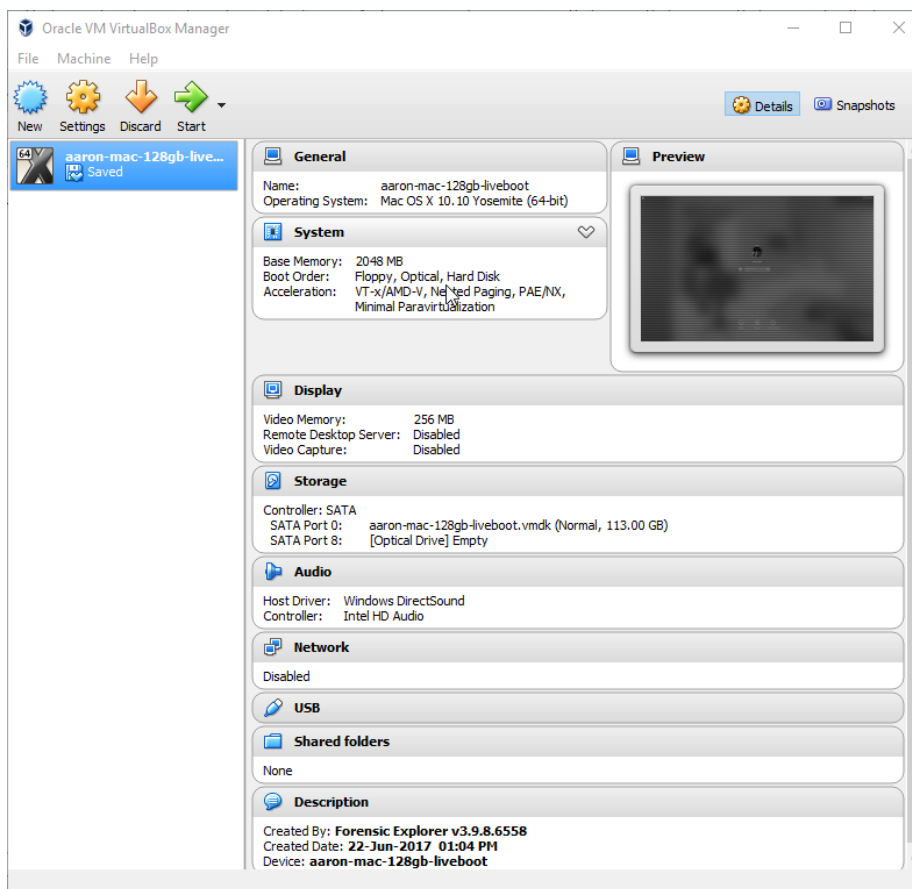 Oracle VM VirtualBox Manager
File Machine Help
New Settings Discard Start
Details Snapshots
64
aaron-mac-128gb-live...
Saved
General
Name: aaron-mac-128gb-liveboot
Operating System: Mac OS X 10.10 Yosemite (64-bit)
Preview
System
Base Memory: 2048 MB
Boot Order: Floppy, Optical, Hard Disk
Acceleration: VT-x/AMD-V, Nested Paging, PAE/NX,
Minimal Paravirtualization
Display
Video Memory: 256 MB
Remote Desktop Server: Disabled
Video Capture: Disabled
Storage
Controller: SATA
SATA Port 0: aaron-mac-128gb-liveboot.vmdk (Normal, 113.00 GB)
SATA Port 8: [Optical Drive] Empty
Audio
Host Driver: Windows DirectSound
Controller: Intel HD Audio
Network
Disabled
USB
Shared folders
None
Description
Created By: Forensic Explorer v3.9.8.6558
Created Date: 22-Jun-2017 01:04 PM
Device: aaron-mac-128gb-liveboot